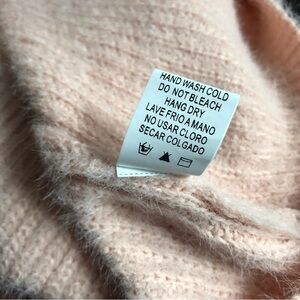 HAND WASH COLD
DO NOT BLEACH
HANG DRY
LAVE FRIO A MANO
NO USAR CLORO
SECAR COLGADO